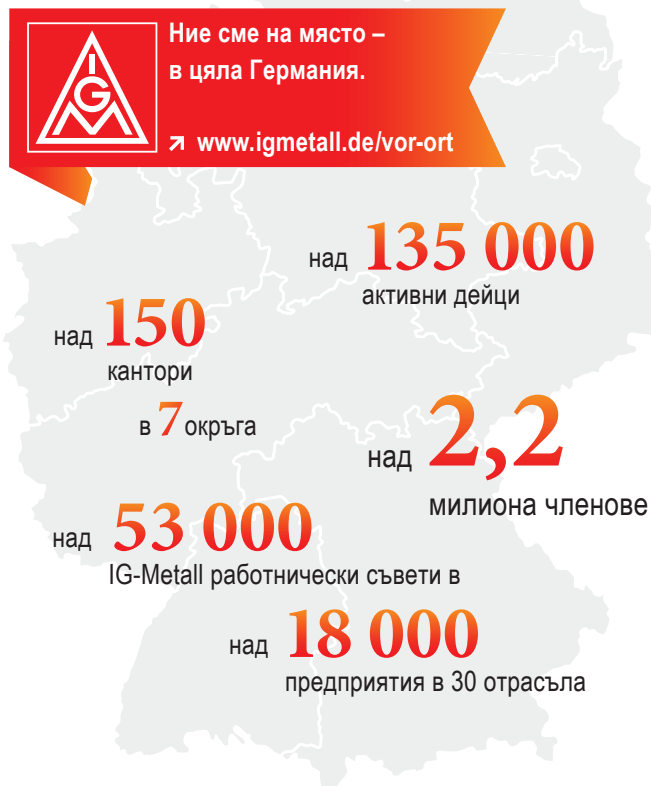 IGM
Ние сме на място –
в цяла Германия.
↗ www.igmetall.de/vor-ort
над 135 000
активни дейци
над 150
кантори
в 7 окръга
над 2,2
милиона членове
над 53 000
IG-Metall работнически съвети в
над 18 000
предприятия в 30 отрасъла